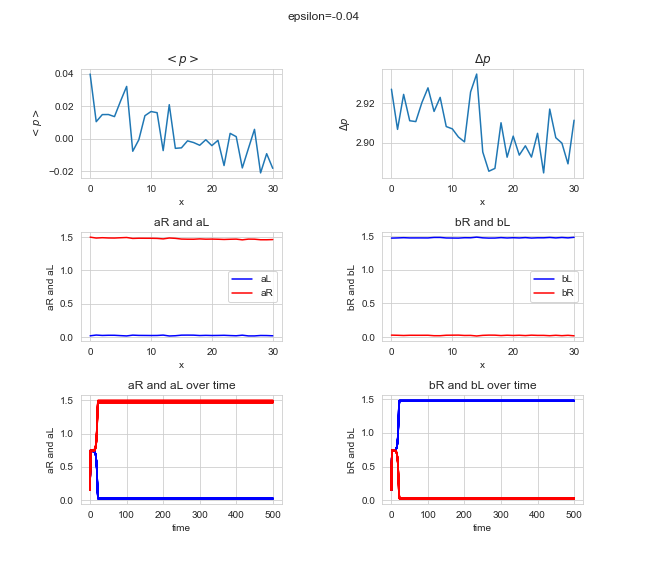 epsilon=-0.04
< p >
Δp
0.04
0.02
0.00
−0.02
< p >
0
10
20
30
x
2.92
2.90
Δp
0
10
20
30
x
aR and aL
bR and bL
1.5
1.0
0.5
0.0
aR and aL
aL
aR
0
10
20
30
x
1.5
1.0
0.5
0.0
bR and bL
bL
bR
0
10
20
30
x
aR and aL over time
bR and bL over time
1.5
1.0
0.5
0.0
aR and aL
0
100
200
300
400
500
time
1.5
1.0
0.5
0.0
bR and bL
0
100
200
300
400
500
time